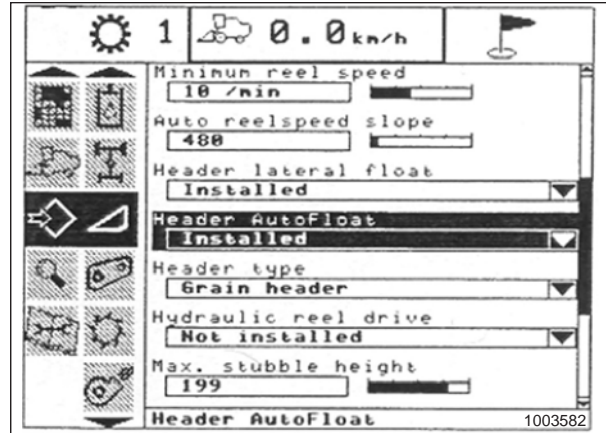 1 0.0km/h
Minimum reel speed
10 /min
Auto reelspeed slope
480
Header lateral float
Installed
Header AutoFloat
Installed
Header type
Grain header
Hydraulic reel drive
Not installed
Max. stubble height
199
Header AutoFloat
1003582